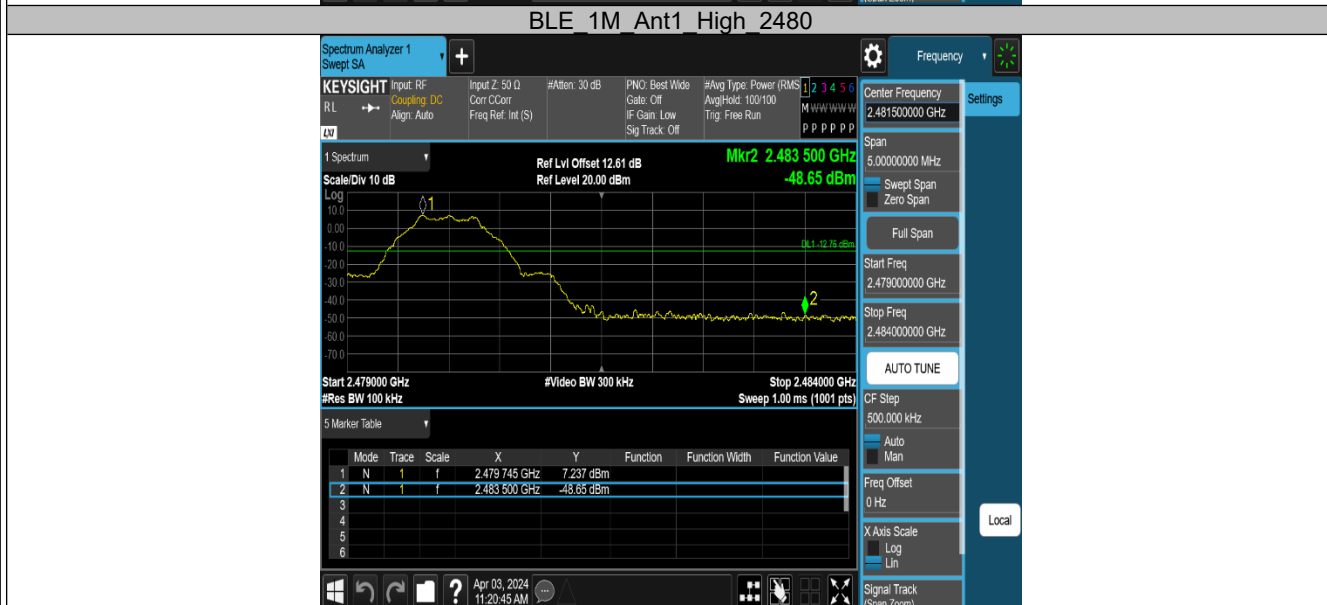 BLE_1M_Ant1_High_2480
Spectrum Analyzer 1
Swept SA
+
Frequency
KEYSIGHT
RL
LXI
Input: RF
Coupling: DC
Align: Auto
Input Z: 50 Ω
Corr CCorr
Freq Ref: Int (S)
#Atten: 30 dB
PNO: Best Wide
Gate: Off
IF Gain: Low
Sig Track: Off
#Avg Type: Power (RMS
Avg|Hold: 100/100
Trig: Free Run
1 2 3 4 5 6
M W W W W W
P P P P P P
1 Spectrum
Scale/Div 10 dB
Ref Lvl Offset 12.61 dB
Ref Level 20.00 dBm
Mkr2 2.483 500 GHz
-48.65 dBm
Log
10.0
0.00
-10.0
-20.0
-30.0
-40.0
-50.0
-60.0
-70.0
1
DL1 -12.76 dBm
2
Start 2.479000 GHz
#Res BW 100 kHz
#Video BW 300 kHz
Stop 2.484000 GHz
Sweep 1.00 ms (1001 pts)
5 Marker Table
Mode Trace Scale X Y Function Function Width Function Value
1 N 1 f 2.479 745 GHz 7.237 dBm
2 N 1 f 2.483 500 GHz -48.65 dBm
3
4
5
6
?
Apr 03, 2024
11:20:45 AM
Center Frequency
2.481500000 GHz
Settings
Span
5.00000000 MHz
Swept Span
Zero Span
Full Span
Start Freq
2.479000000 GHz
Stop Freq
2.484000000 GHz
AUTO TUNE
CF Step
500.000 kHz
Auto
Man
Freq Offset
0 Hz
X Axis Scale
Log
Lin
Local
Signal Track
(Span Zoom)